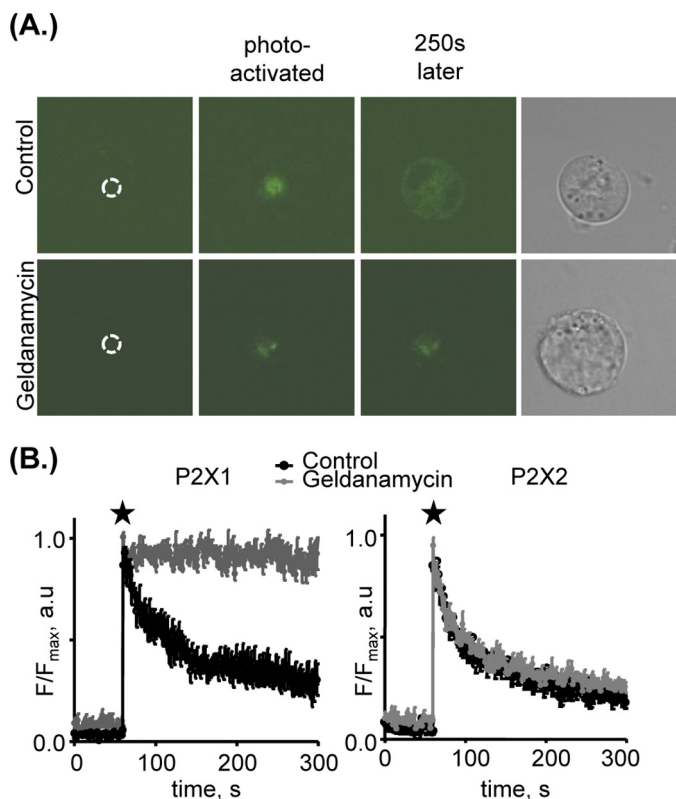 (A.)
photo-
activated
250s
later
Control
Geldanamycin
(B.)
P2X1
Control
Geldanamycin
P2X2
F/Fmax, a.u
1.0
0.0
0 100 200 300
time, s
F/Fmax, a.u
1.0
0.0
0 100 200 300
time, s